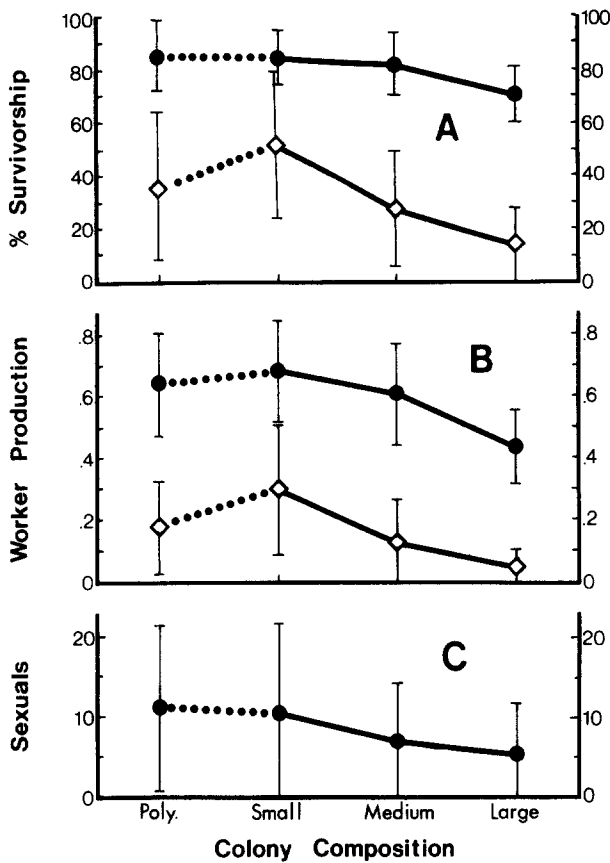 100 100
80 80
60 60
40 40
20 20
0 0
% Survivorship
A
.8 .8
.6 .6
.4 .4
.2 .2
0 0
Worker Production
B
20 20
10 10
0 0
Sexuals
C
Poly. Small Medium Large
Colony Composition